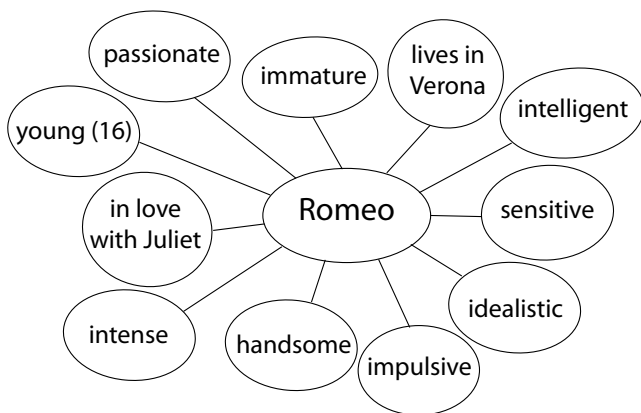 passionate
immature
lives in
Verona
intelligent
young (16)
Romeo
in love
with Juliet
sensitive
idealistic
intense
handsome
impulsive